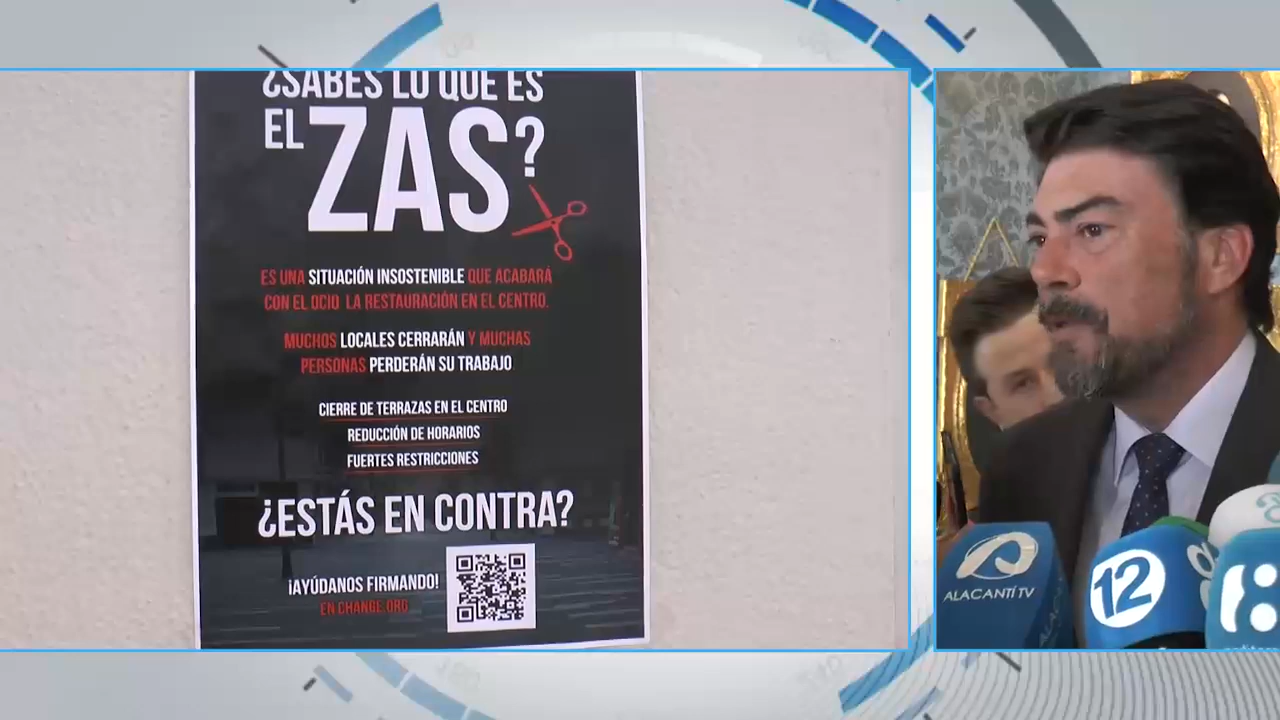 ¿SABES LO QUE ES
EL ZAS?
ES UNA SITUACIÓN INSOSTENIBLE QUE ACABARÁ
CON EL OCIO LA RESTAURACIÓN EN EL CENTRO.
MUCHOS LOCALES CERRARÁN Y MUCHAS
PERSONAS PERDERÁN SU TRABAJO
CIERRE DE TERRAZAS EN EL CENTRO
REDUCCIÓN DE HORARIOS
FUERTES RESTRICCIONES
¿ESTÁS EN CONTRA?
¡AYÚDANOS FIRMANDO!
EN CHANGE.ORG
ALACANTÍ TV
12